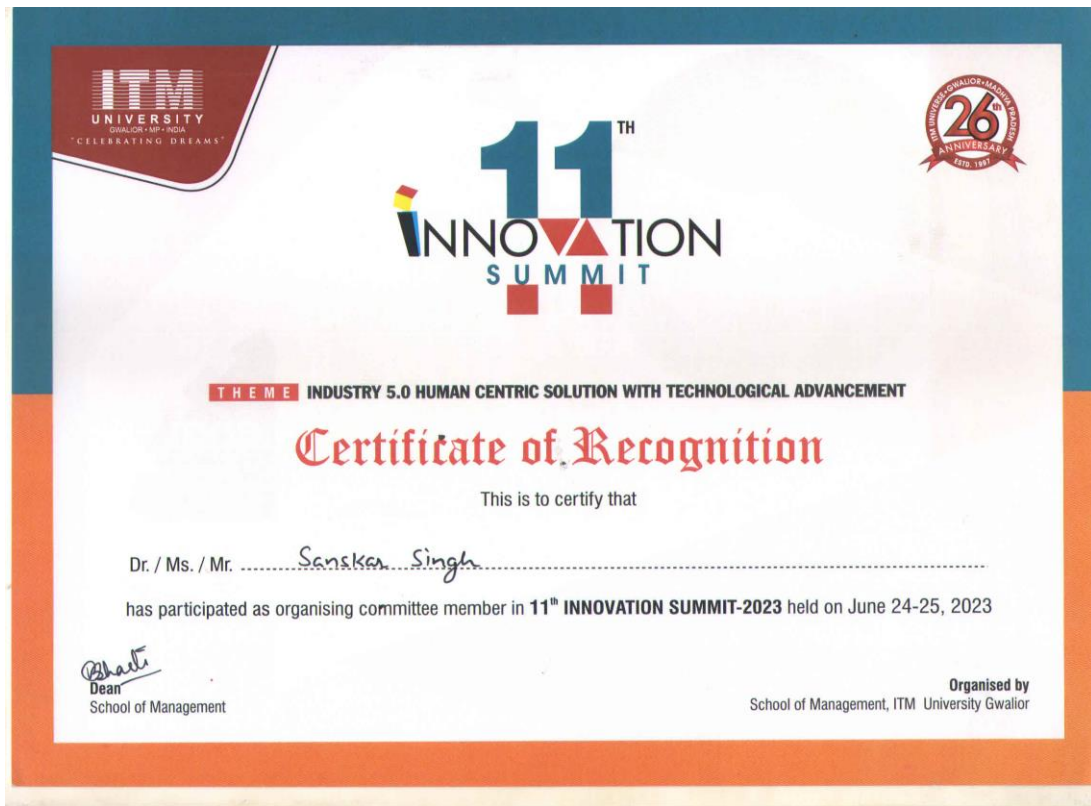 ITM
UNIVERSITY
GWALIOR • MP • INDIA
"CELEBRATING DREAMS"
ITM UNIVERSE • GWALIOR • MADHYA PRADESH
26th
ANNIVERSARY
ESTD. 1997
11TH
iNNOVATION
SUMMIT
THEME INDUSTRY 5.0 HUMAN CENTRIC SOLUTION WITH TECHNOLOGICAL ADVANCEMENT
Certificate of Recognition
This is to certify that
Dr. / Ms. / Mr. Sanskar Singh
has participated as organising committee member in 11th INNOVATION SUMMIT-2023 held on June 24-25, 2023
Dean
School of Management
Organised by
School of Management, ITM University Gwalior